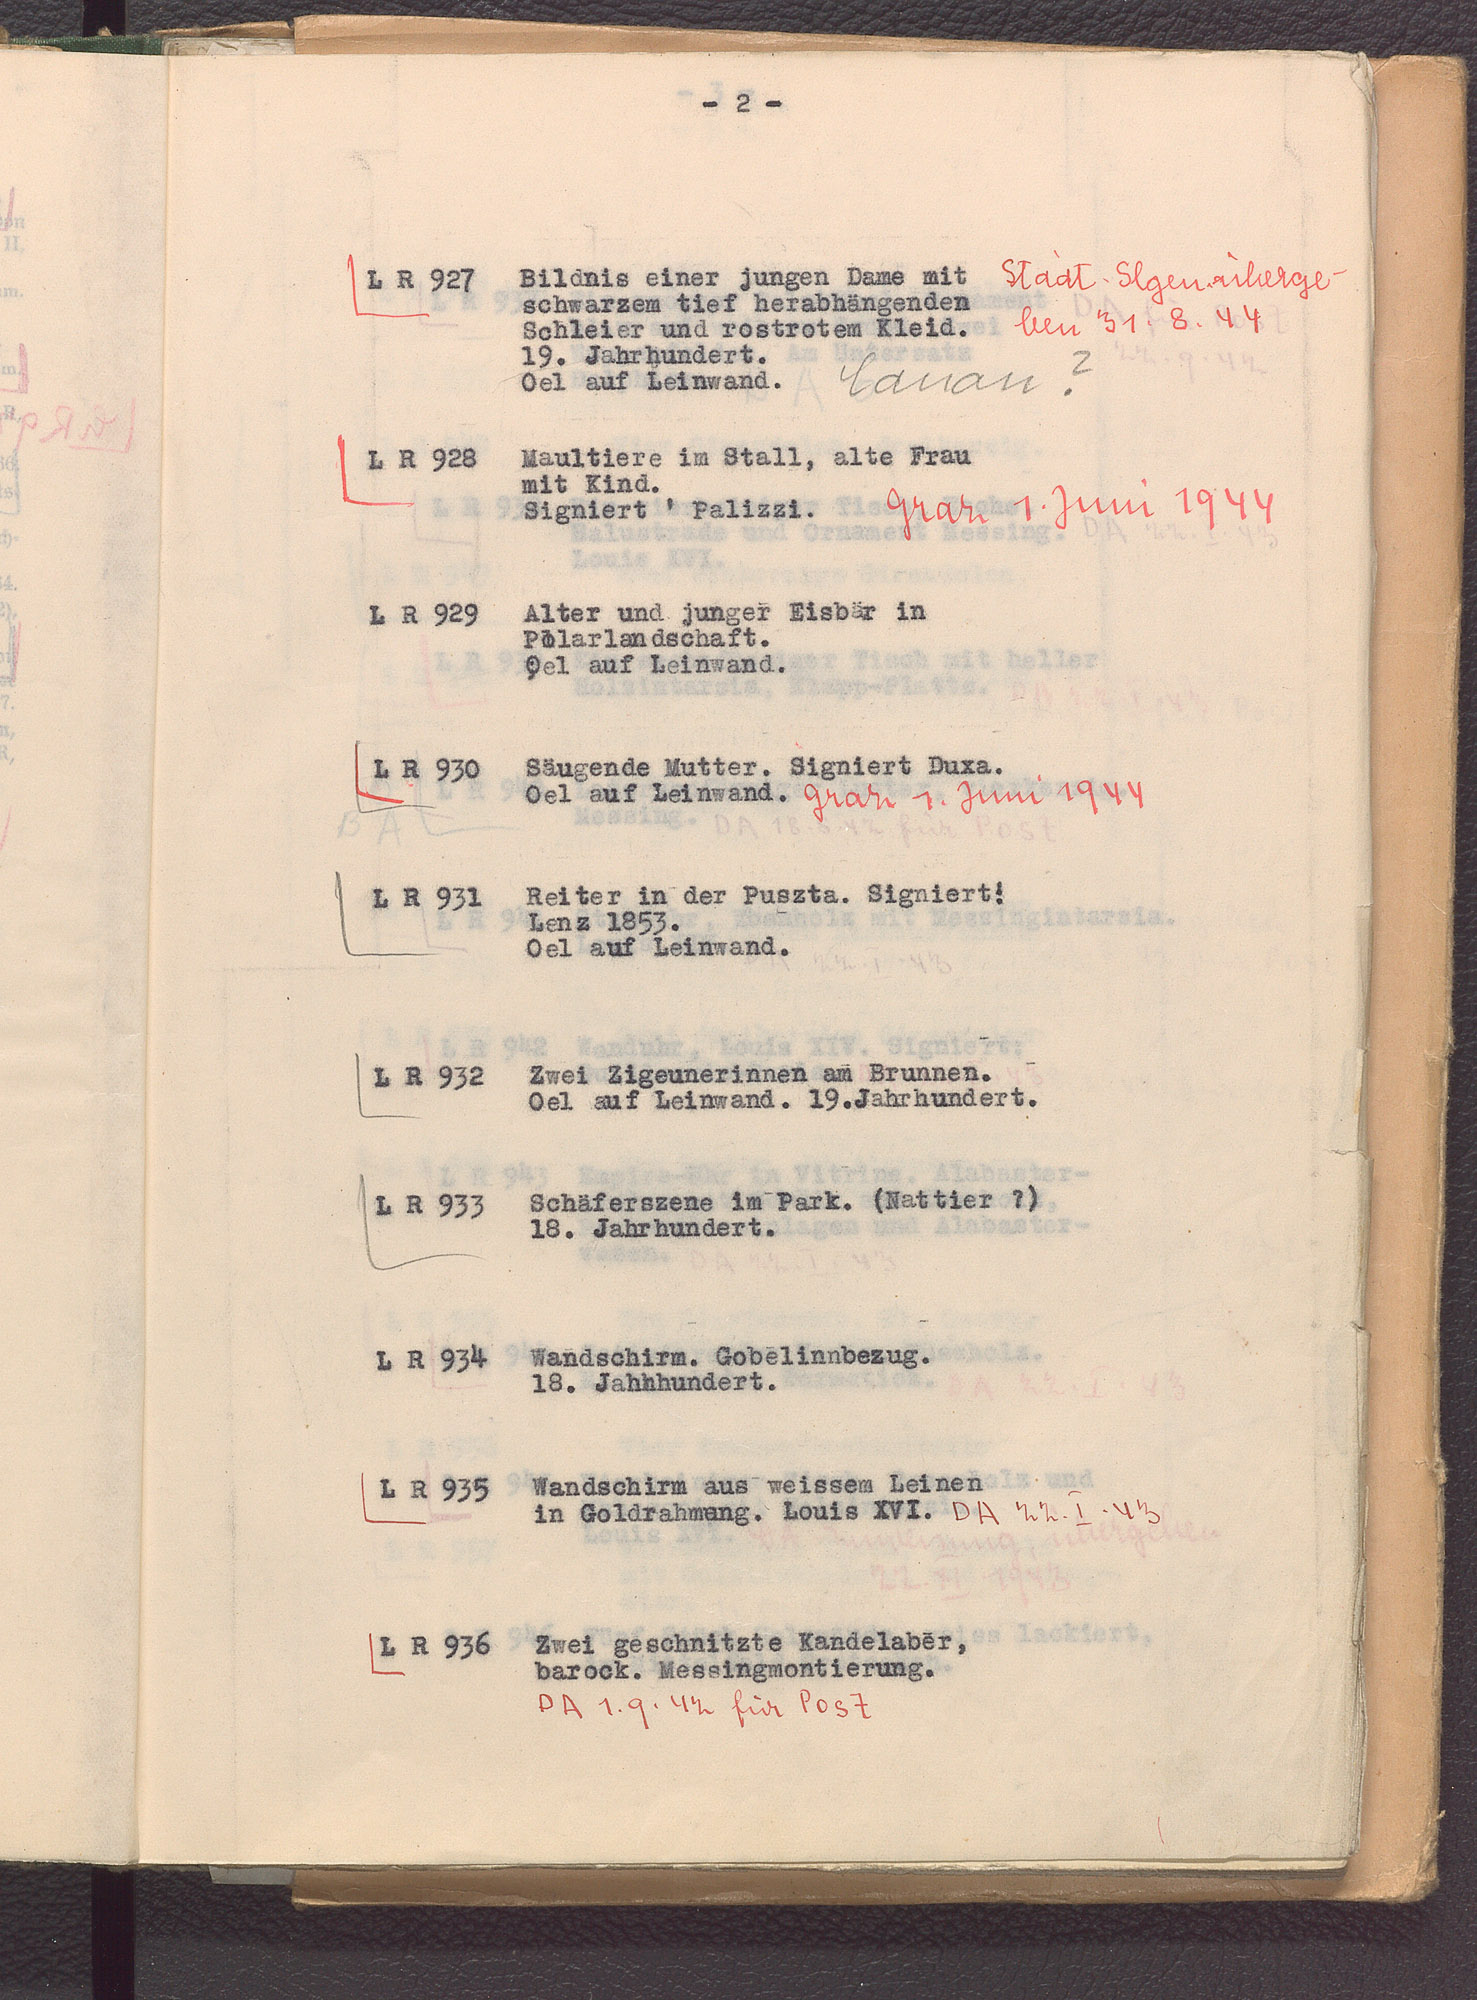 - 2 -
L R 927 Bildnis einer jungen Dame mit Städt. Slgen. überge-
schwarzem tief herabhängenden
Schleier und rostrotem Kleid. ben 31. 8. 44
19. Jahrhundert.
Oel auf Leinwand. Canon ?
L R 928 Maultiere im Stall, alte Frau
mit Kind.
Signiert ' Palizzi. Graz 1. Juni 1944
L R 929 Alter und junger Eisbär in
Polarlandschaft.
Oel auf Leinwand.
L R 930 Säugende Mutter. Signiert Duxa.
Oel auf Leinwand. Graz 1. Juni 1944
L R 931 Reiter in der Puszta. Signiert:
Lenz 1853.
Oel auf Leinwand.
L R 932 Zwei Zigeunerinnen am Brunnen.
Oel auf Leinwand. 19.Jahrhundert.
L R 933 Schäferszene im Park. (Nattier ?)
18. Jahrhundert.
L R 934 Wandschirm. Gobelinnbezug.
18. Jahhhundert.
L R 935 Wandschirm aus weissem Leinen
in Goldrahmung. Louis XVI. DA 22. I. 43
L R 936 Zwei geschnitzte Kandelaber,
barock. Messingmontierung.
DA 1. 9. 42 für Post